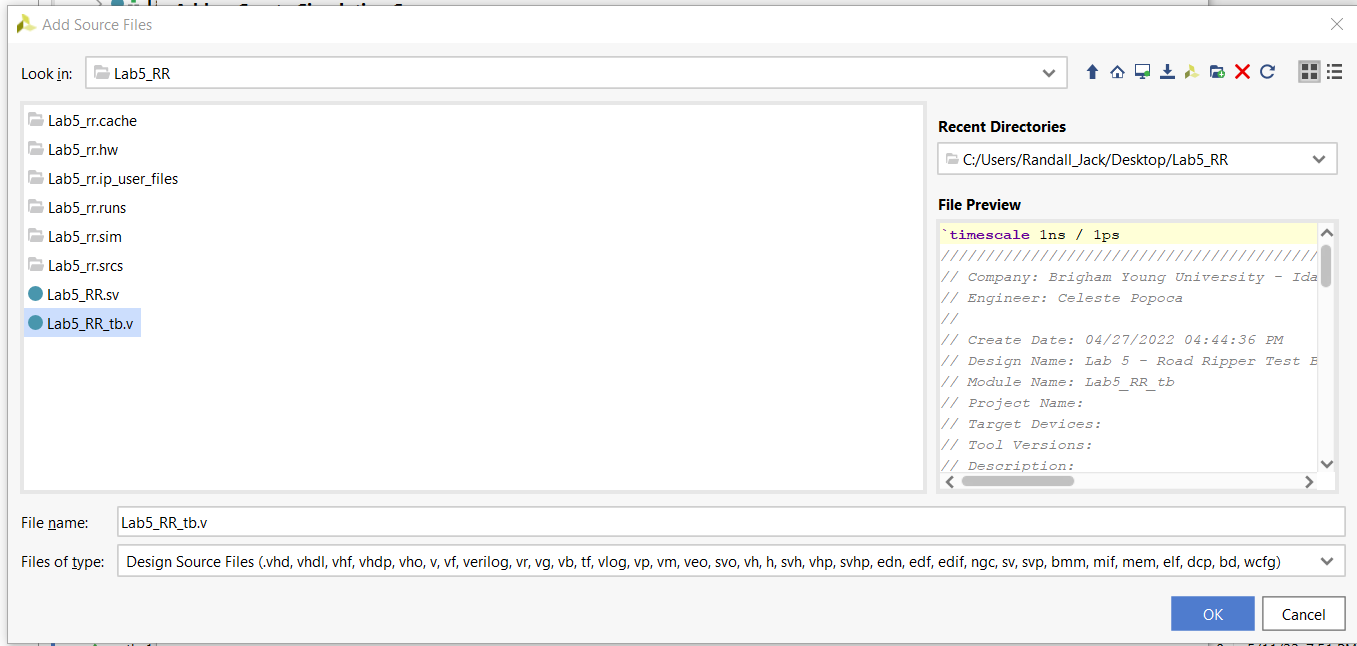 Add Source Files
Look in:
Lab5_RR
Lab5_rr.cache
Lab5_rr.hw
Lab5_rr.ip_user_files
Lab5_rr.runs
Lab5_rr.sim
Lab5_rr.srcs
Lab5_RR.sv
Lab5_RR_tb.v
Recent Directories
C:/Users/Randall_Jack/Desktop/Lab5_RR
File Preview
`timescale 1ns / 1ps
//////////////////////////////////////////
// Company: Brigham Young University - Ida
// Engineer: Celeste Popoca
//
// Create Date: 04/27/2022 04:44:36 PM
// Design Name: Lab 5 - Road Ripper Test B
// Module Name: Lab5_RR_tb
// Project Name:
// Target Devices:
// Tool Versions:
// Description:
File name:
Lab5_RR_tb.v
Files of type:
Design Source Files (.vhd, vhdl, vhf, vhdp, vho, v, vf, verilog, vr, vg, vb, tf, vlog, vp, vm, veo, svo, vh, h, svh, vhp, svhp, edn, edf, edif, ngc, sv, svp, bmm, mif, mem, elf, dcp, bd, wcfg)
OK
Cancel